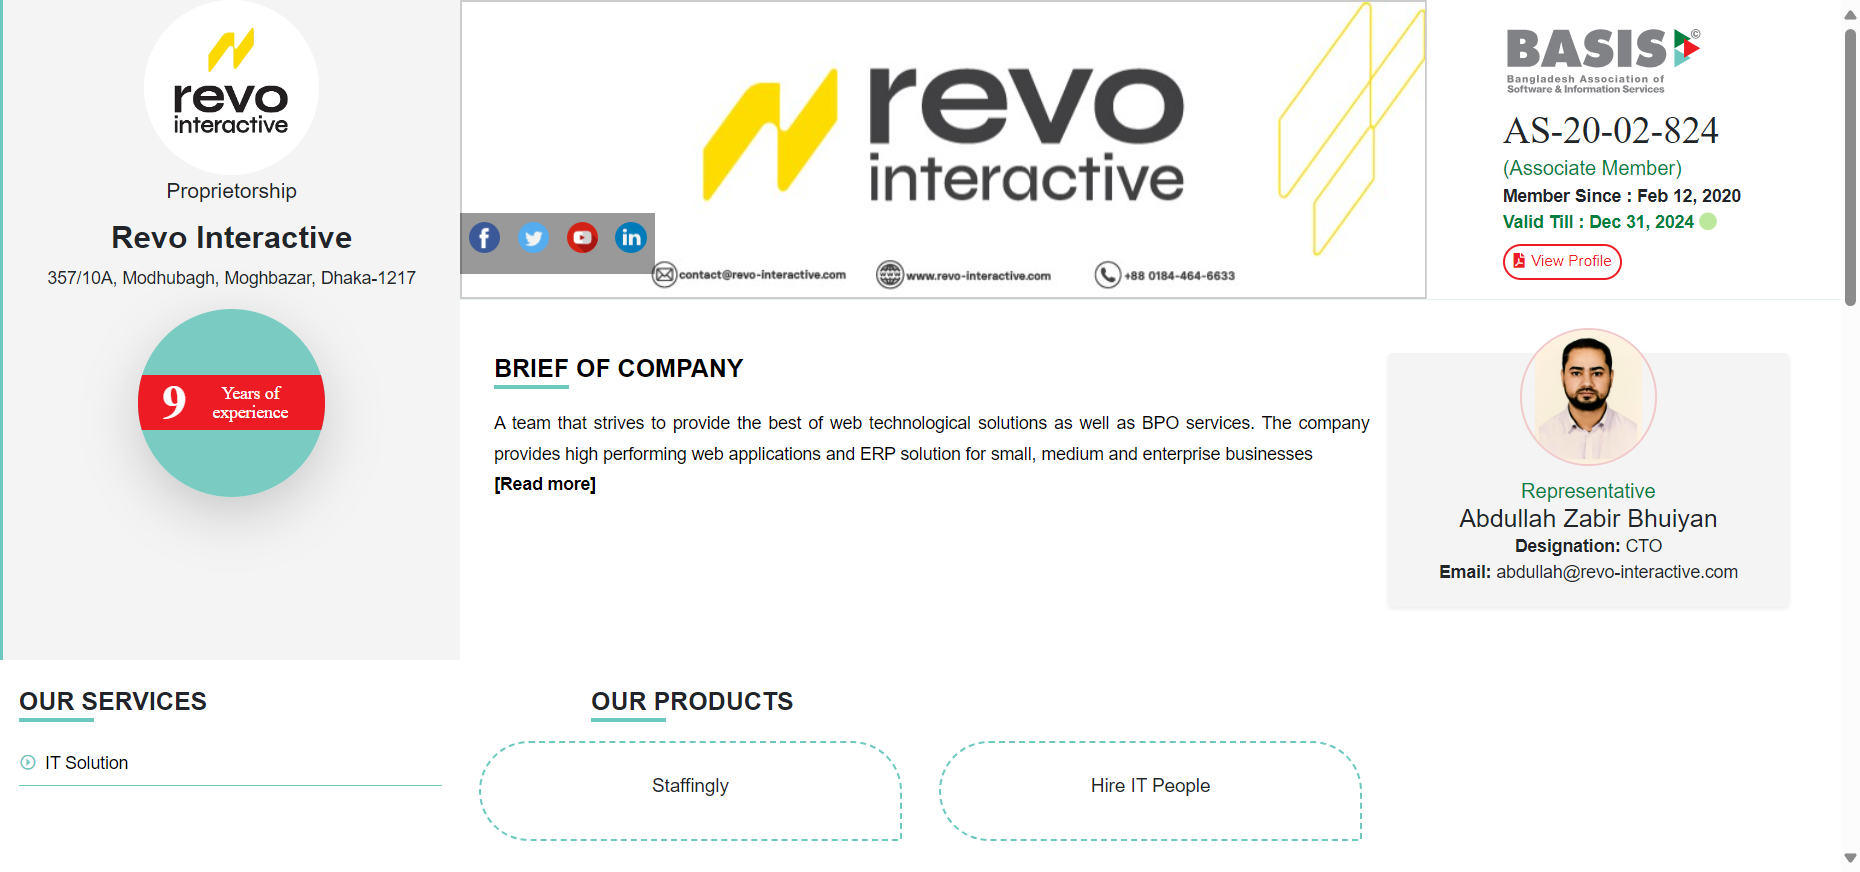 revo
interactive
Proprietorship
Revo Interactive
357/10A, Modhubagh, Moghbazar, Dhaka-1217
9 Years of
experience
revo
interactive
contact@revo-interactive.com www.revo-interactive.com +88 0184-464-6633
BASIS ©
Bangladesh Association of
Software & Information Services
AS-20-02-824
(Associate Member)
Member Since : Feb 12, 2020
Valid Till : Dec 31, 2024
View Profile
BRIEF OF COMPANY
A team that strives to provide the best of web technological solutions as well as BPO services. The company
provides high performing web applications and ERP solution for small, medium and enterprise businesses
[Read more]
Representative
Abdullah Zabir Bhuiyan
Designation: CTO
Email: abdullah@revo-interactive.com
OUR SERVICES
IT Solution
OUR PRODUCTS
Staffingly
Hire IT People